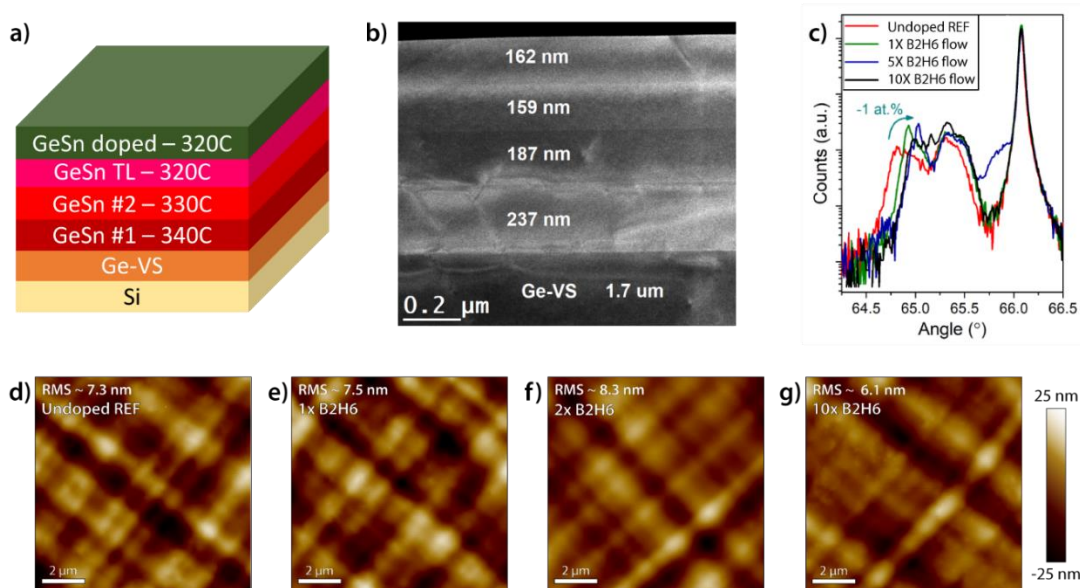 a)
GeSn doped – 320C
GeSn TL – 320C
GeSn #2 – 330C
GeSn #1 – 340C
Ge-VS
Si
b)
162 nm
159 nm
187 nm
237 nm
Ge-VS 1.7 um
0.2 µm
c)
Undoped REF
1X B2H6 flow
5X B2H6 flow
10X B2H6 flow
-1 at.%
Counts (a.u.)
64.5 65.0 65.5 66.0 66.5
Angle (°)
d)
RMS ~ 7.3 nm
Undoped REF
2 µm
e)
RMS ~ 7.5 nm
1x B2H6
2 µm
f)
RMS ~ 8.3 nm
2x B2H6
2 µm
g)
RMS ~ 6.1 nm
10x B2H6
2 µm
25 nm
-25 nm